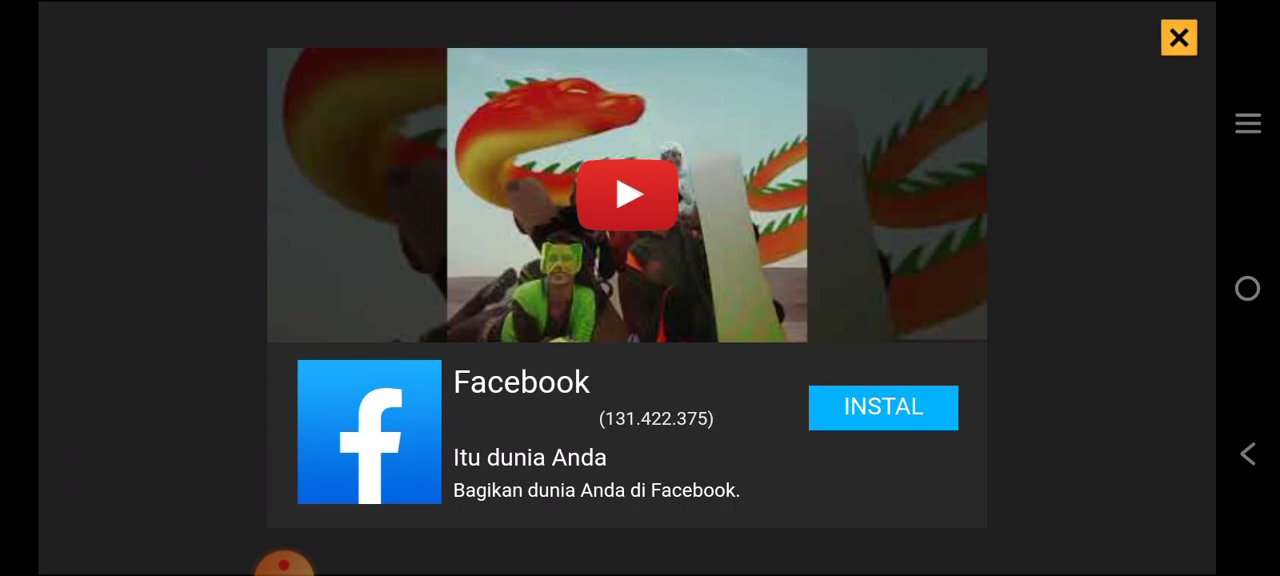 Facebook
(131.422.375)
INSTAL
Itu dunia Anda
Bagikan dunia Anda di Facebook.